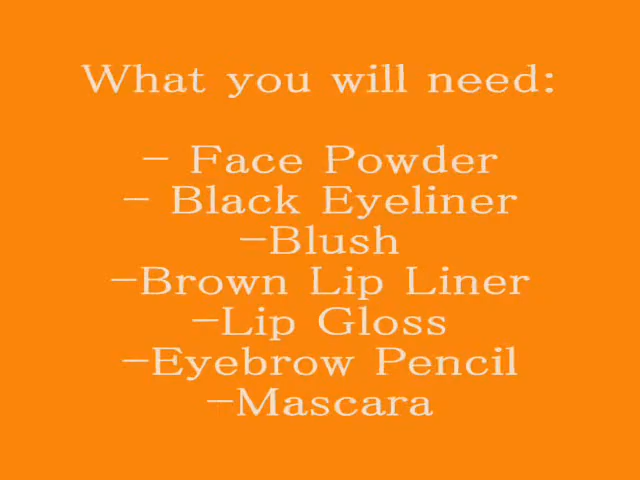 What you will need:
- Face Powder
- Black Eyeliner
-Blush
-Brown Lip Liner
-Lip Gloss
-Eyebrow Pencil
-Mascara